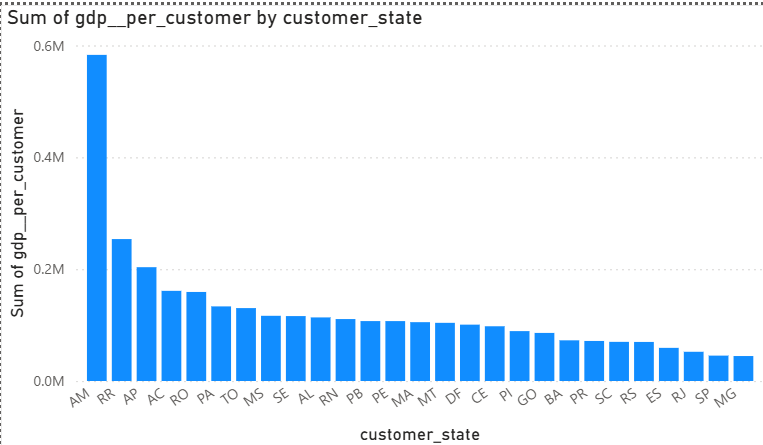 Sum of gdp__per_customer by customer_state
0.6M
0.4M
0.2M
0.0M
Sum of gdp__per_customer
AM RR AP AC RO PA TO MS SE AL RN PB PE MA MT DF CE PI GO BA PR SC RS ES RJ SP MG
customer_state